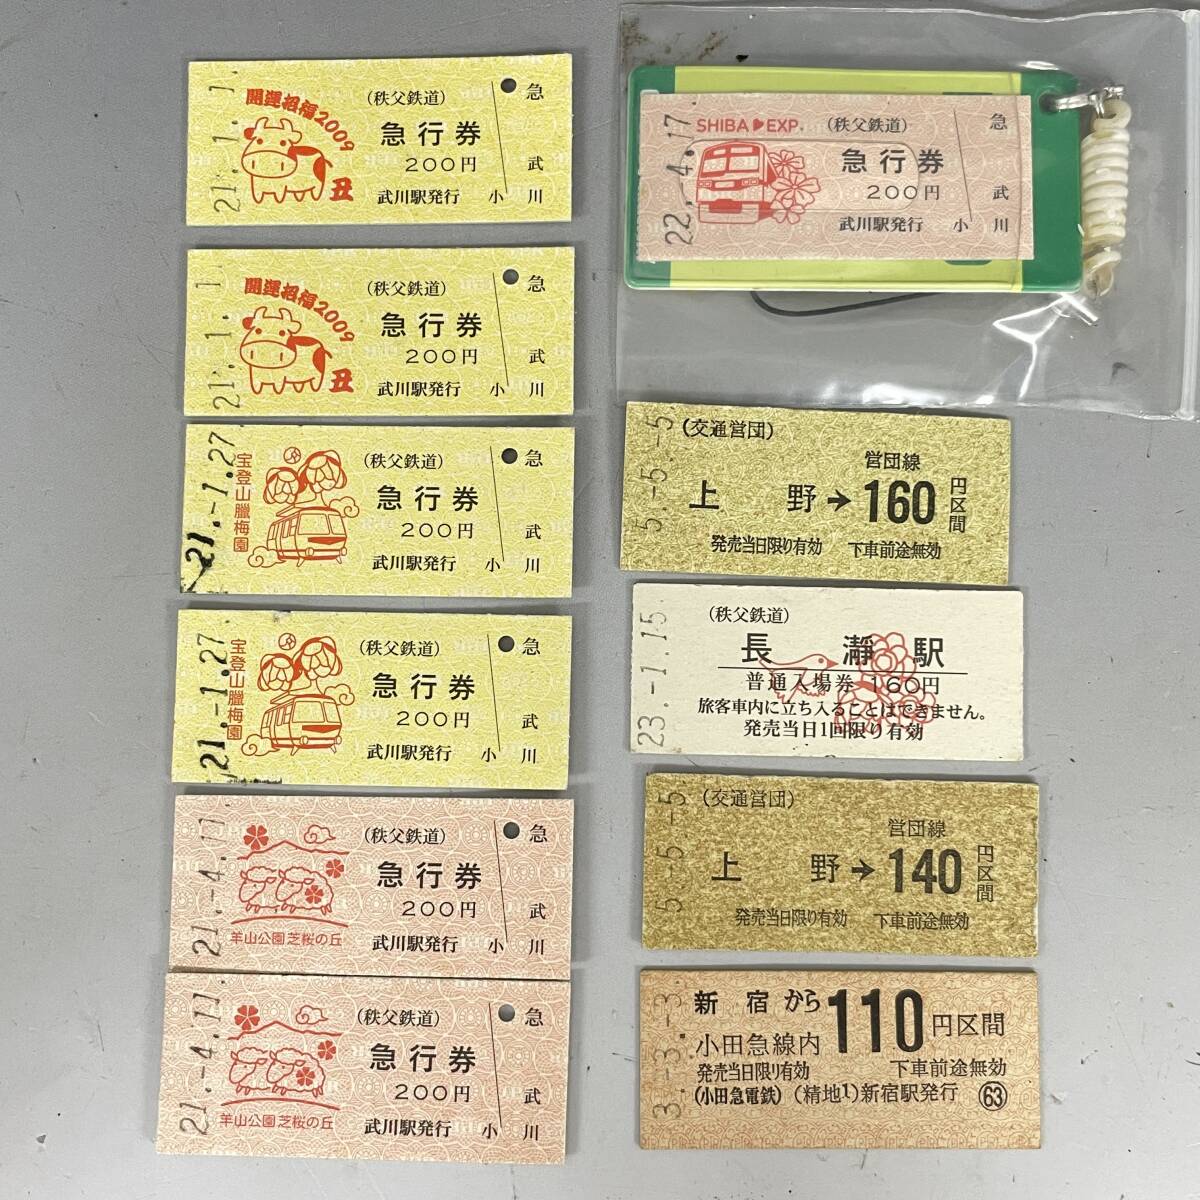 21.-1.-1.
開運招福2009
丑
(秩父鉄道)
急行券
200円
武川駅発行
急
武
小川
21.-1.-1.
開運招福2009
丑
(秩父鉄道)
急行券
200円
武川駅発行
急
武
小川
21.-1.27.
宝登山臘梅園
(秩父鉄道)
急行券
200円
武川駅発行
急
武
小川
21.-1.27.
宝登山臘梅園
(秩父鉄道)
急行券
200円
武川駅発行
急
武
小川
21.-4.11.
羊山公園芝桜の丘
(秩父鉄道)
急行券
200円
武川駅発行
急
武
小川
21.-4.11.
羊山公園芝桜の丘
(秩父鉄道)
急行券
200円
武川駅発行
急
武
小川
22.-4.17
SHIBA EXP.
(秩父鉄道)
急行券
200円
武川駅発行
急
武
小川
5.-5.-5
(交通営団)
営団線
上野→160円区間
発売当日限り有効 下車前途無効
23.-1.15.
(秩父鉄道)
長瀞駅
普通入場券 160円
旅客車内に立ち入ることはできません。
発売当日1回限り有効
5.-5.-5
(交通営団)
営団線
上野→140円区間
発売当日限り有効 下車前途無効
3.-3.-3.
新宿から110円区間
小田急線内
発売当日限り有効 下車前途無効
(小田急電鉄) (精地1)新宿駅発行 63